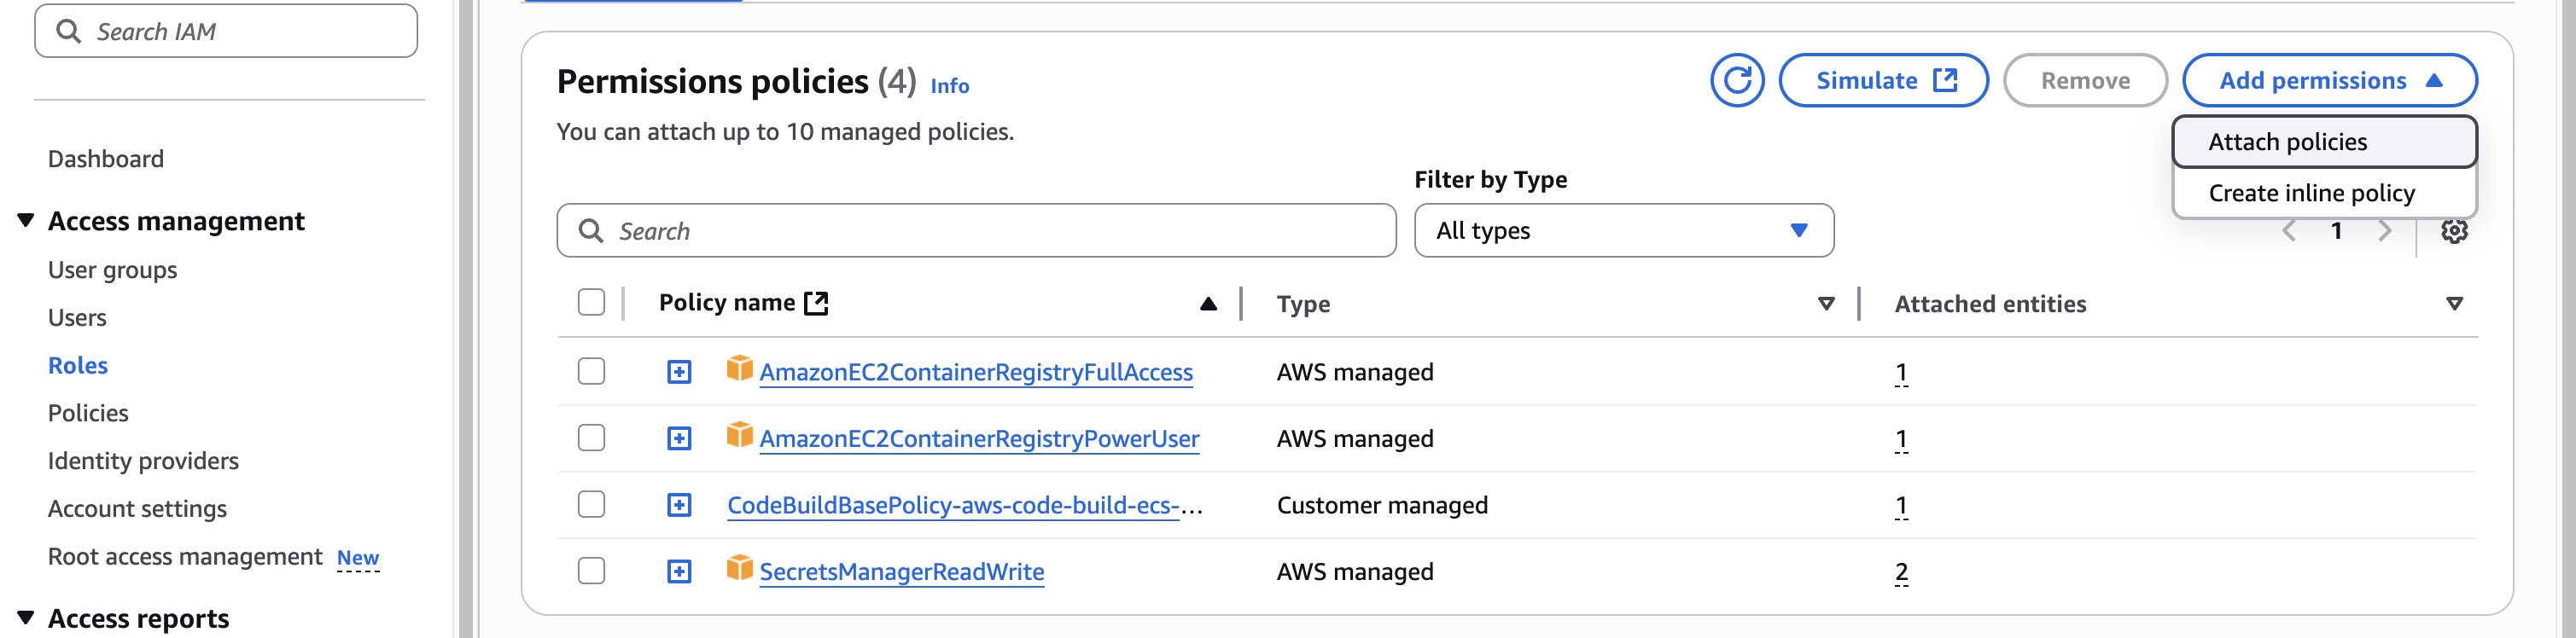 Search IAM
Dashboard
Access management
User groups
Users
Roles
Policies
Identity providers
Account settings
Root access management New
Access reports
Permissions policies (4) Info
You can attach up to 10 managed policies.
Simulate
Remove
Add permissions
Attach policies
Create inline policy
Filter by Type
Search
All types
1
Policy name
Type
Attached entities
AmazonEC2ContainerRegistryFullAccess AWS managed 1
AmazonEC2ContainerRegistryPowerUser AWS managed 1
CodeBuildBasePolicy-aws-code-build-ecs-... Customer managed 1
SecretsManagerReadWrite AWS managed 2